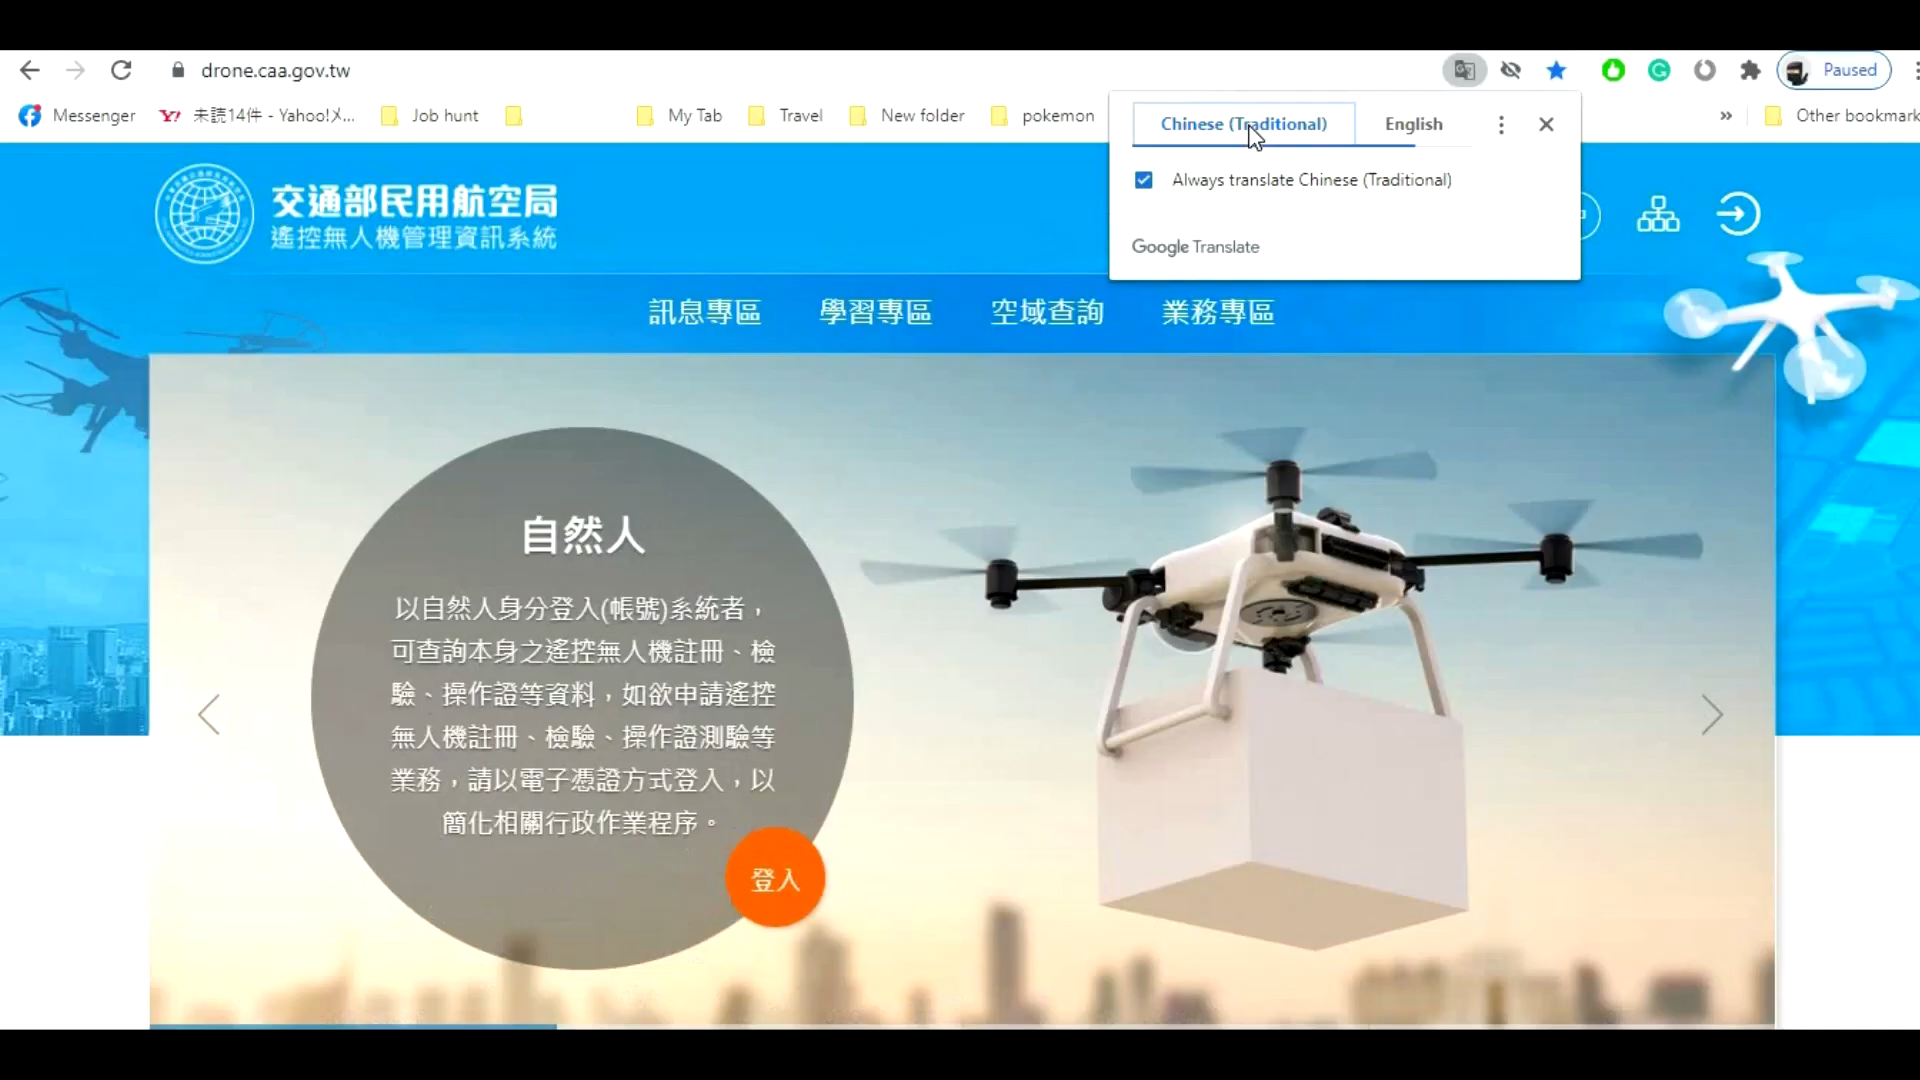 drone.caa.gov.tw
Paused
Messenger
未読14件 - Yahoo!メ...
Job hunt
My Tab
Travel
New folder
pokemon
»
Other bookmark
Chinese (Traditional)
English
Always translate Chinese (Traditional)
Google Translate
交通部民用航空局
遙控無人機管理資訊系統
訊息專區
學習專區
空域查詢
業務專區
自然人
以自然人身分登入(帳號)系統者，
可查詢本身之遙控無人機註冊、檢
驗、操作證等資料，如欲申請遙控
無人機註冊、檢驗、操作證測驗等
業務，請以電子憑證方式登入，以
簡化相關行政作業程序。
登入